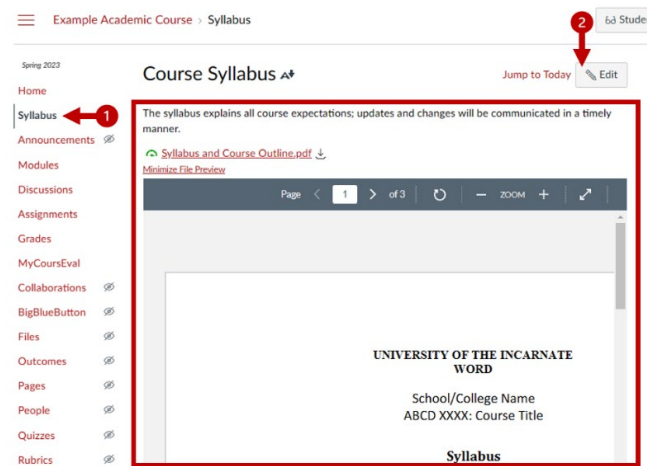 Example Academic Course › Syllabus
2
Stude
Spring 2023
Home
Syllabus
1
Announcements
Modules
Discussions
Assignments
Grades
MyCoursEval
Collaborations
BigBlueButton
Files
Outcomes
Pages
People
Quizzes
Rubrics
Course Syllabus
Jump to Today
Edit
The syllabus explains all course expectations; updates and changes will be communicated in a timely
manner.
Syllabus and Course Outline.pdf
Minimize File Preview
Page < 1 > of 3 — ZOOM +
UNIVERSITY OF THE INCARNATE
WORD
School/College Name
ABCD XXXX: Course Title
Syllabus